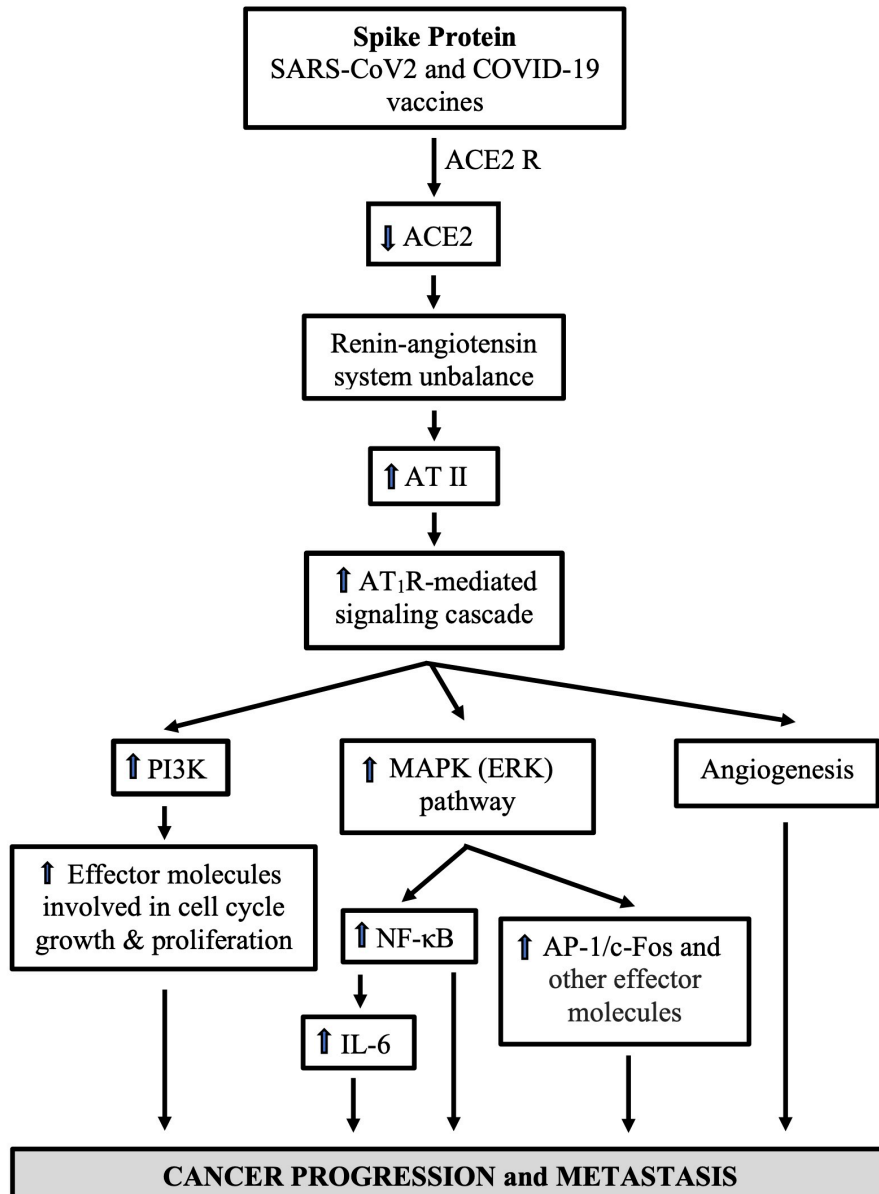 Spike Protein
SARS-CoV2 and COVID-19
vaccines
ACE2 R
⇓ ACE2
Renin-angiotensin
system unbalance
⇑ AT II
⇑ AT₁R-mediated
signaling cascade
⇑ PI3K
⇑ MAPK (ERK)
pathway
Angiogenesis
⇑ Effector molecules
involved in cell cycle
growth & proliferation
⇑ NF-κB
⇑ AP-1/c-Fos and
other effector
molecules
⇑ IL-6
CANCER PROGRESSION and METASTASIS